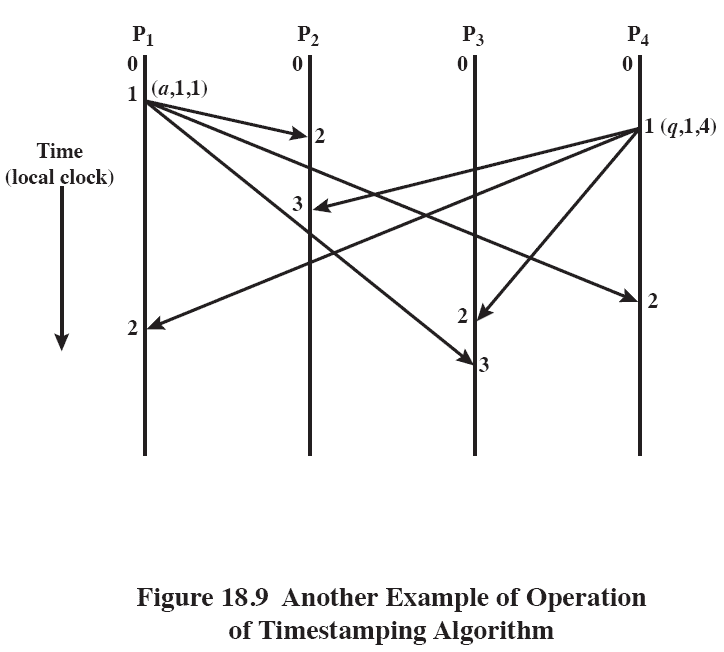 P1 P2 P3 P4
0 0 0 0
1 (a,1,1)
1 (q,1,4)
2
Time
(local clock)
3
2
2
2
3
Figure 18.9 Another Example of Operation
of Timestamping Algorithm